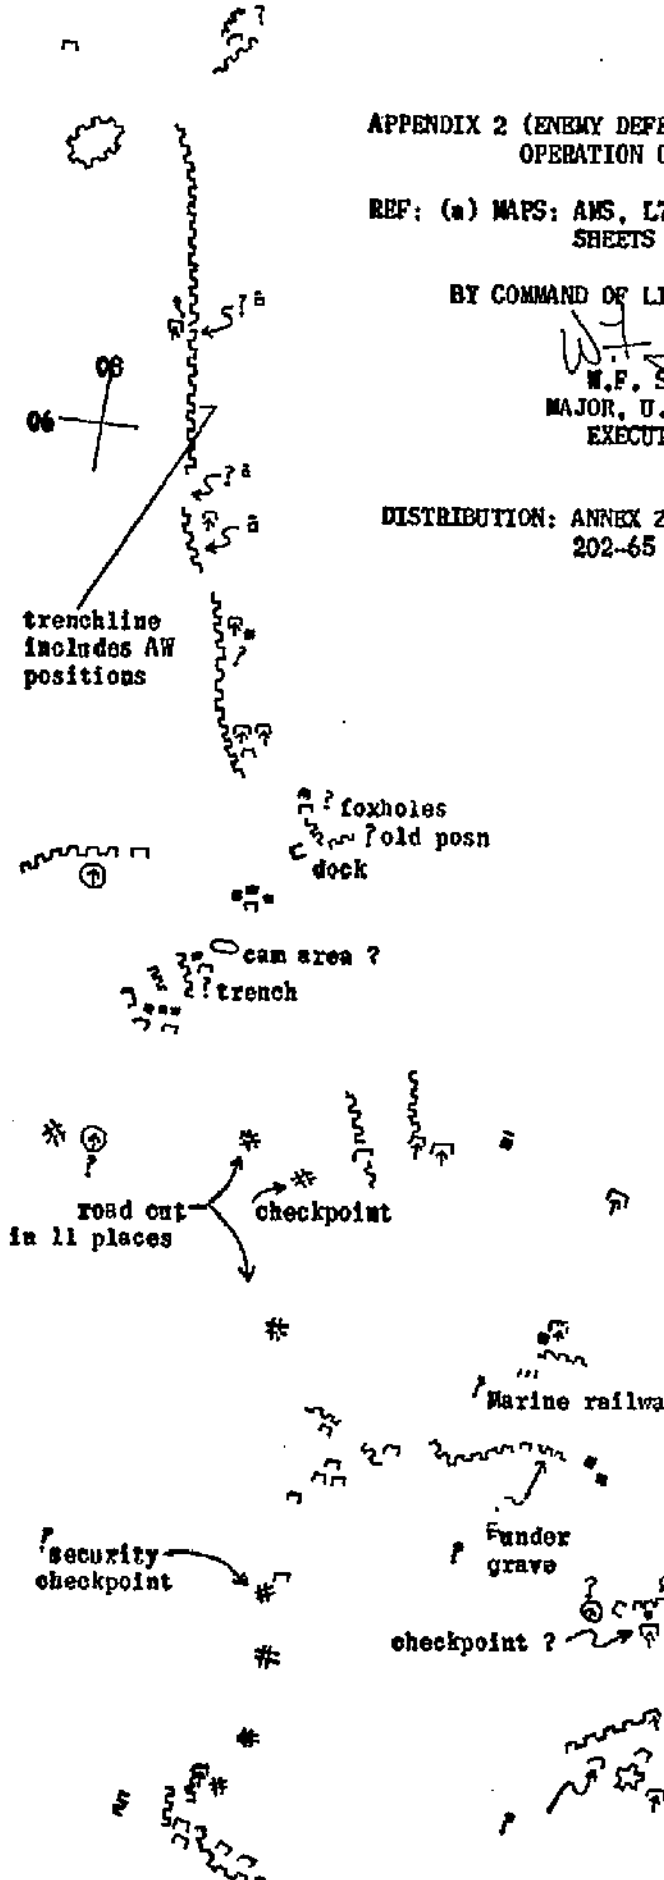 APPENDIX 2 (ENEMY DEFE
OPERATION
REF: (a) MAPS: AMS, L7
SHEETS
BY COMMAND OF LI
W.F. S
MAJOR, U.
EXECUT
DISTRIBUTION: ANNEX Z
202-65
?
? a
08
06
? a
a
trenchline
includes AW
positions
?
? foxholes
? old posn
dock
cam area ?
? trench
?
road cut
in 11 places
checkpoint
? Marine railwa
? security
checkpoint
? under
grave
?
checkpoint ?
?